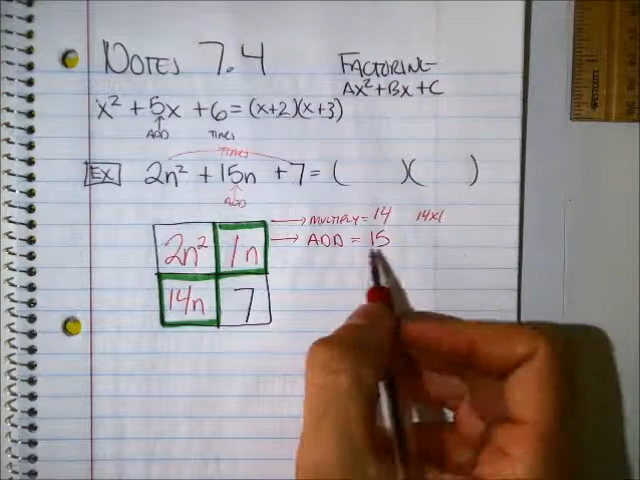 NOTES 7.4
FACTORING
AX² + BX + C
x² + 5x + 6 = (x+2)(x+3)
ADD TIMES
TIMES
EX 2n² + 15n + 7 = ( )( )
ADD
→ MULTIPLY = 14 14x1
→ ADD = 15
2n² 1n
14n 7
WESTCOTT